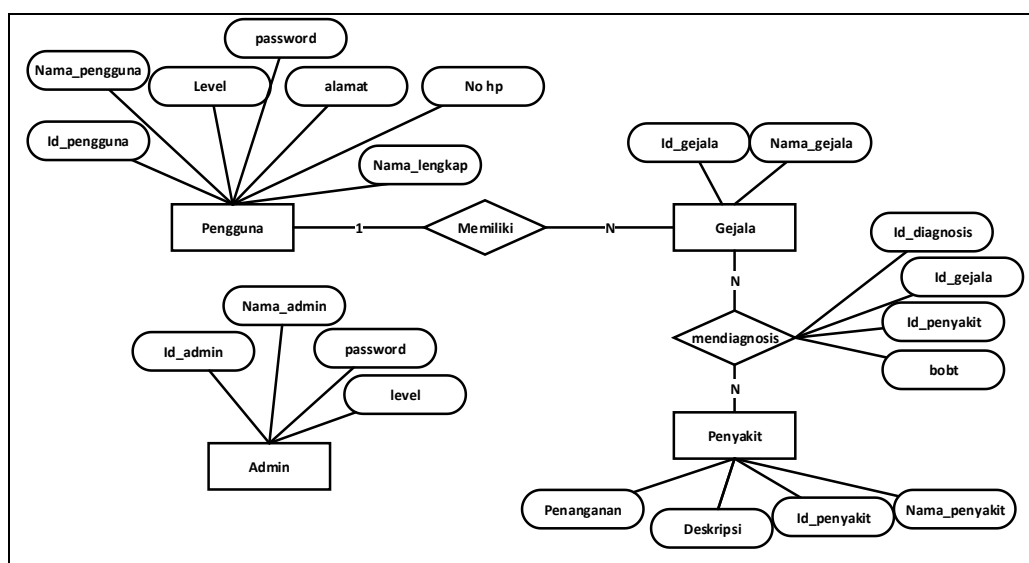 password
Nama_pengguna
Level
alamat
No hp
Id_pengguna
Nama_lengkap
Id_gejala
Nama_gejala
Pengguna
1
Memiliki
N
Gejala
Id_diagnosis
N
Id_gejala
Nama_admin
Id_penyakit
mendiagnosis
Id_admin
password
bobt
level
N
Penyakit
Admin
Penanganan
Deskripsi
Id_penyakit
Nama_penyakit